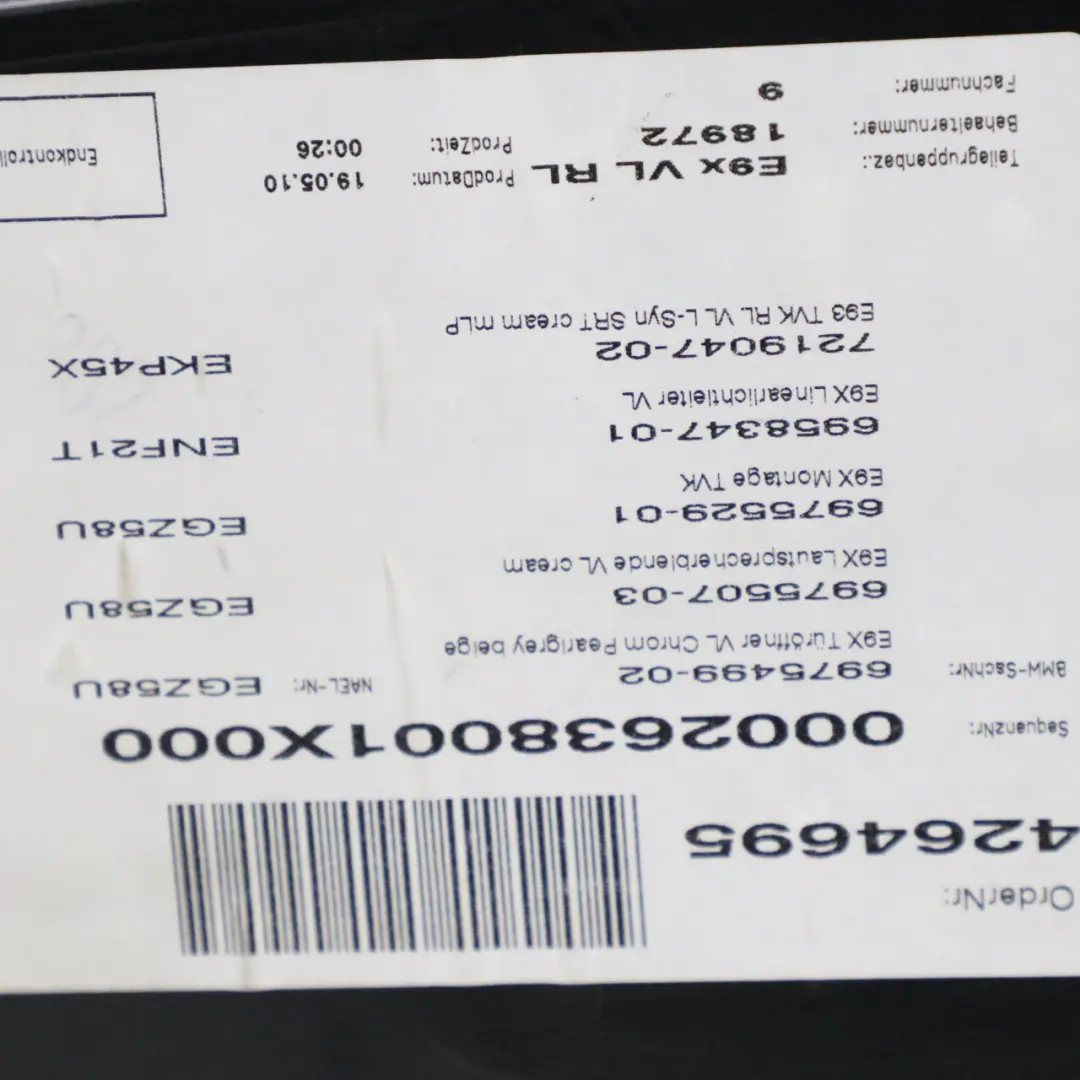 OrderNr:
4264695
SequenzNr: 0002638001X000
BMW-SachNr: 6975499-02 NAEL-Nr: EGZ58U
E9X Türöffner VL Chrom Pearlgrey beige
6975507-03 EGZ58U
E9X Lautsprecherblende VL cream
6975529-01 EGZ58U
E9X Montage TVK
6958347-01 ENF21T
E9X Linearlichtleiter VL
7219047-02 EKP45X
E93 TVK RL VL L-Syn SRT cream mLP
Teilegruppenbez.: E9x VL RL ProdDatum: 19.05.10
Behaelternummer: 18972 ProdZeit: 00:26 Endkontroll
Fachnummer: 6